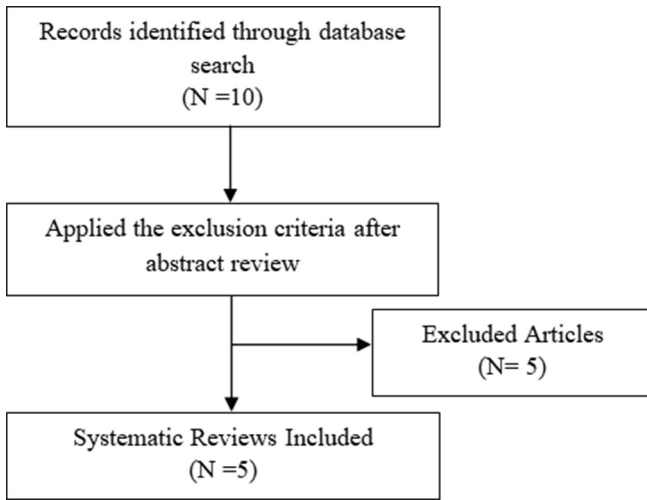 Records identified through database
search
(N =10)
Applied the exclusion criteria after
abstract review
Excluded Articles
(N= 5)
Systematic Reviews Included
(N =5)